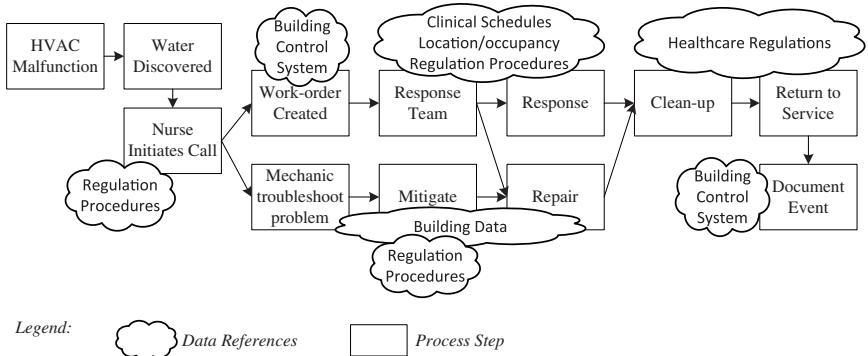 HVAC
Malfunction
Water
Discovered
Nurse
Initiates Call
Regulation
Procedures
Building
Control
System
Work-order
Created
Clinical Schedules
Location/occupancy
Regulation Procedures
Response
Team
Response
Healthcare Regulations
Clean-up
Return to
Service
Mechanic
troubleshoot
problem
Mitigate
Repair
Building Data
Regulation
Procedures
Building
Control
System
Document
Event
Legend:
Data References
Process Step